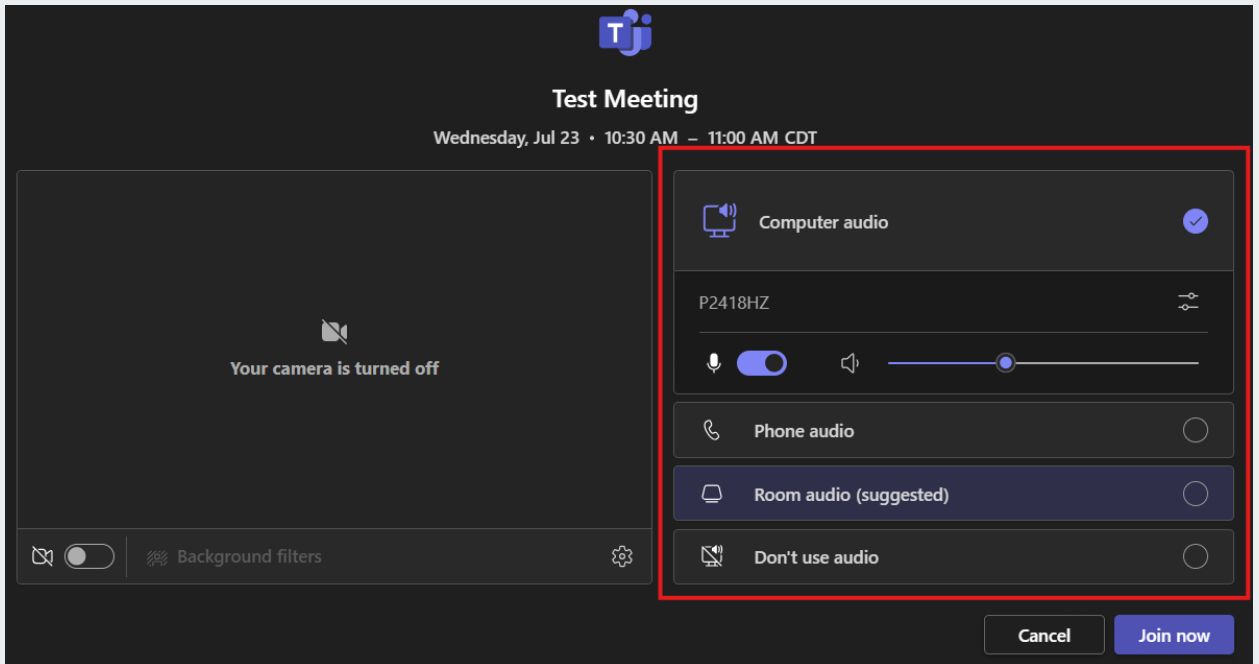 Test Meeting
Wednesday, Jul 23 • 10:30 AM – 11:00 AM CDT
Your camera is turned off
Background filters
Computer audio
P2418HZ
Phone audio
Room audio (suggested)
Don't use audio
Cancel
Join now